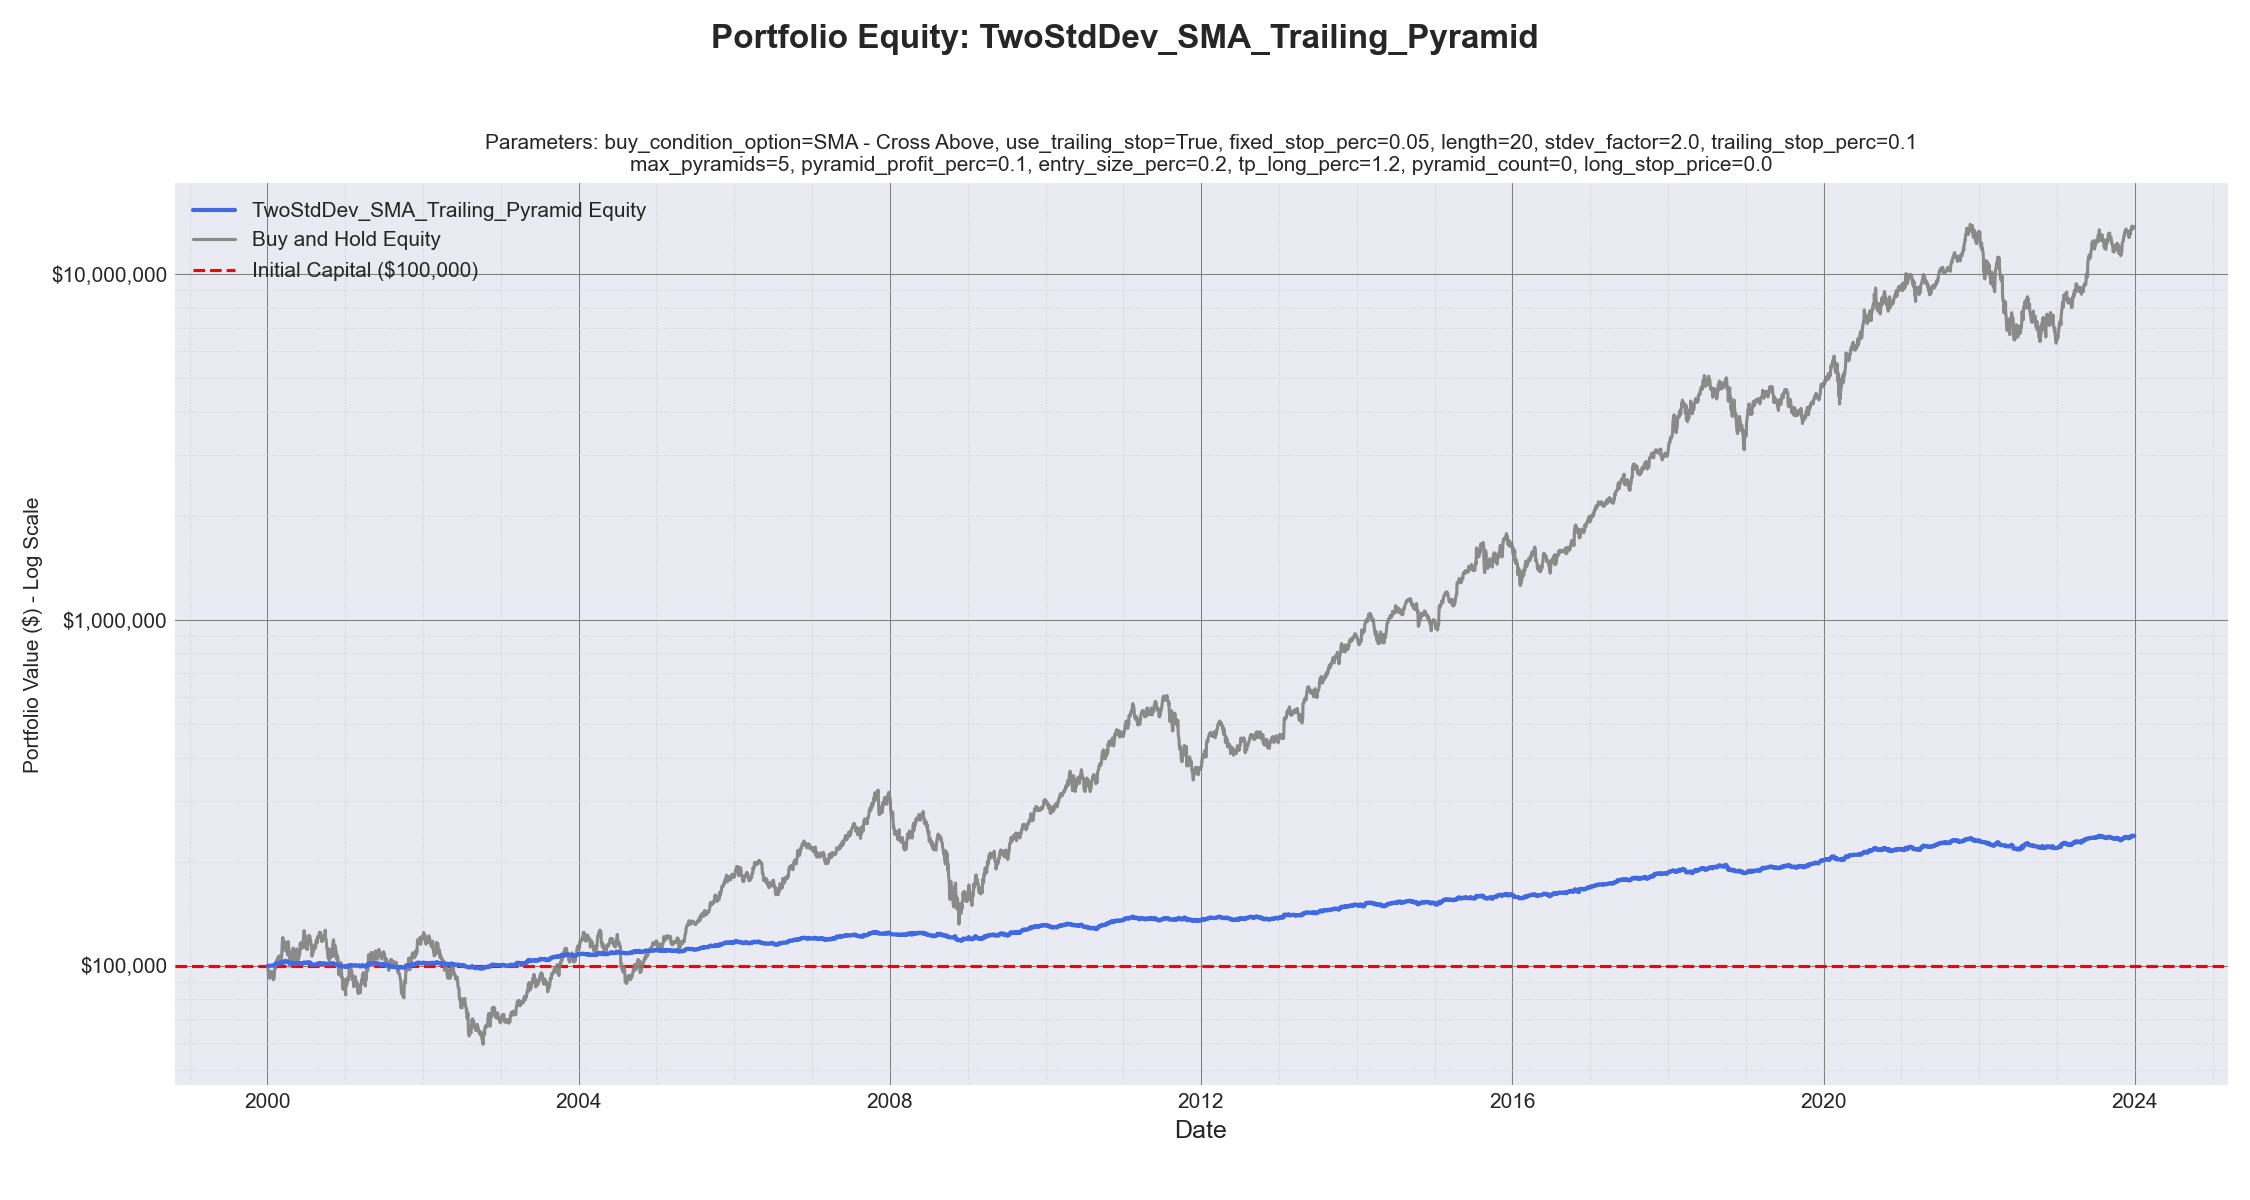 Portfolio Equity: TwoStdDev_SMA_Trailing_Pyramid
Parameters: buy_condition_option=SMA - Cross Above, use_trailing_stop=True, fixed_stop_perc=0.05, length=20, stdev_factor=2.0, trailing_stop_perc=0.1
max_pyramids=5, pyramid_profit_perc=0.1, entry_size_perc=0.2, tp_long_perc=1.2, pyramid_count=0, long_stop_price=0.0
TwoStdDev_SMA_Trailing_Pyramid Equity
Buy and Hold Equity
Initial Capital ($100,000)
$10,000,000
$1,000,000
$100,000
Portfolio Value ($) - Log Scale
2000
2004
2008
2012
2016
2020
2024
Date